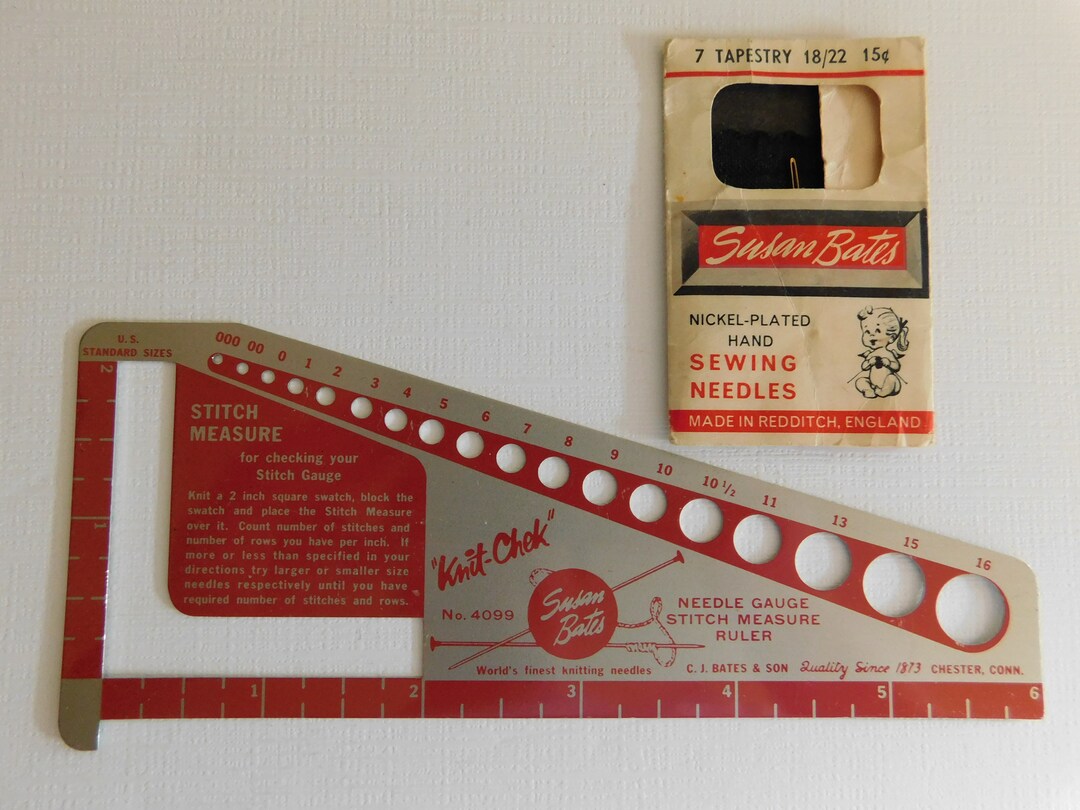 7 TAPESTRY 18/22 15¢
Susan Bates
NICKEL-PLATED
HAND
SEWING
NEEDLES
MADE IN REDDITCH, ENGLAND
U.S.
STANDARD SIZES
000 00 0 1 2 3 4 5 6 7 8 9 10 10 1/2 11 13 15 16
2
1
STITCH
MEASURE
for checking your
Stitch Gauge
Knit a 2 inch square swatch, block the
swatch and place the Stitch Measure
over it. Count number of stitches and
number of rows you have per inch. If
more or less than specified in your
directions try larger or smaller size
needles respectively until you have
required number of stitches and rows.
"Knit-Chek"
No. 4099
Susan
Bates
NEEDLE GAUGE
STITCH MEASURE
RULER
World's finest knitting needles
C. J. BATES & SON Quality Since 1873 CHESTER, CONN.
1 2 3 4 5 6